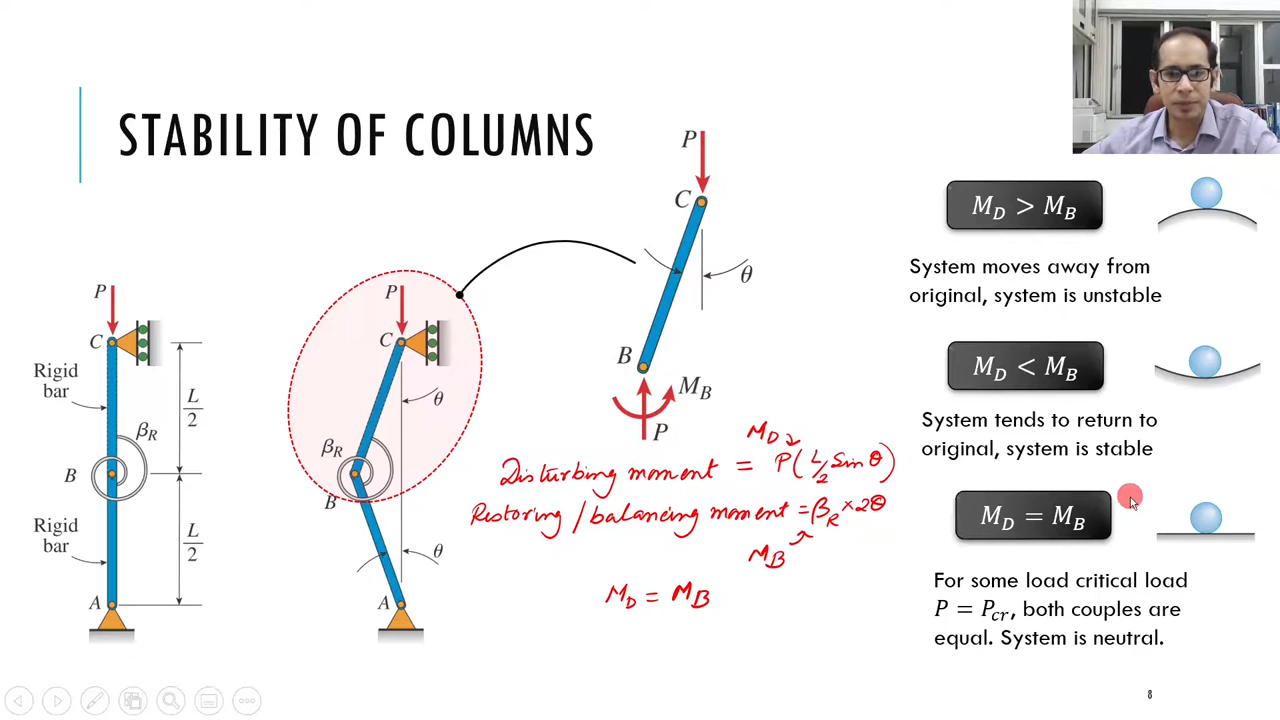 STABILITY OF COLUMNS
P
C
Rigid
bar
L/2
β_R
B
Rigid
bar
L/2
A
P
C
θ
β_R
B
θ
A
P
C
θ
B
M_B
P
M_D
Disturbing moment = P(L/2 Sin θ)
Restoring/balancing moment = β_R × 2θ
M_B
M_D = M_B
M_D > M_B
System moves away from
original, system is unstable
M_D < M_B
System tends to return to
original, system is stable
M_D = M_B
For some load critical load
P = P_cr, both couples are
equal. System is neutral.
8